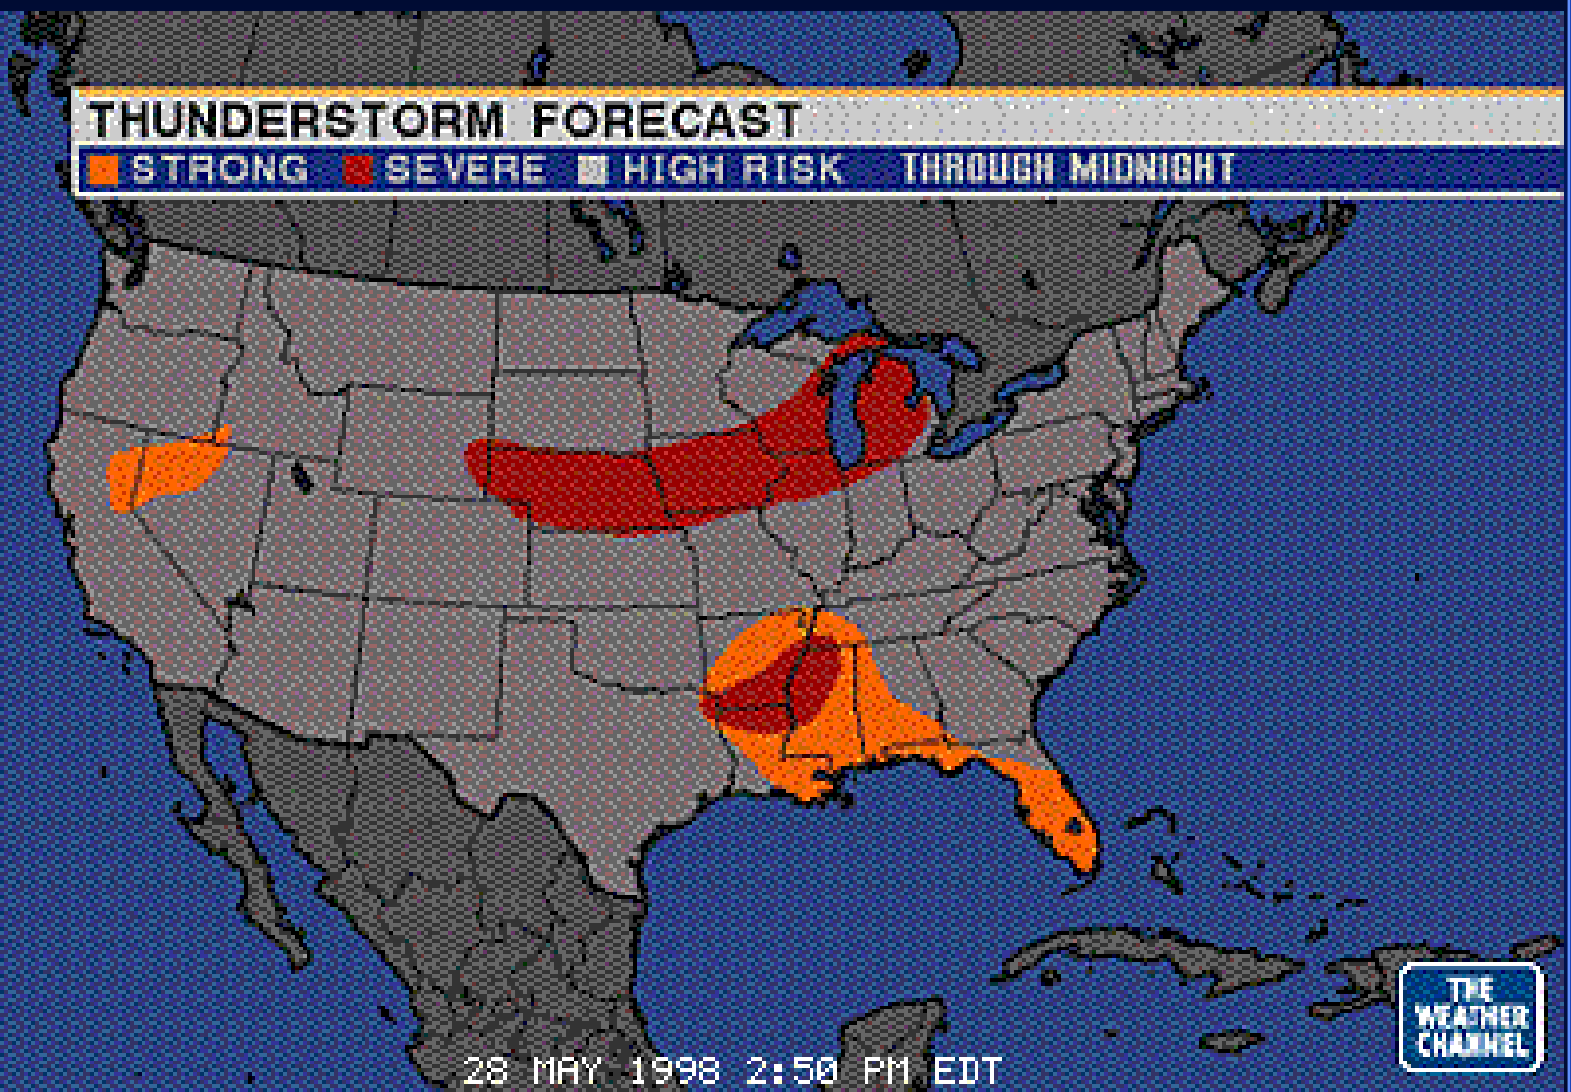 THUNDERSTORM FORECAST
STRONG SEVERE HIGH RISK THROUGH MIDNIGHT
THE
WEATHER
CHANNEL
28 MAY 1998 2:50 PM EDT